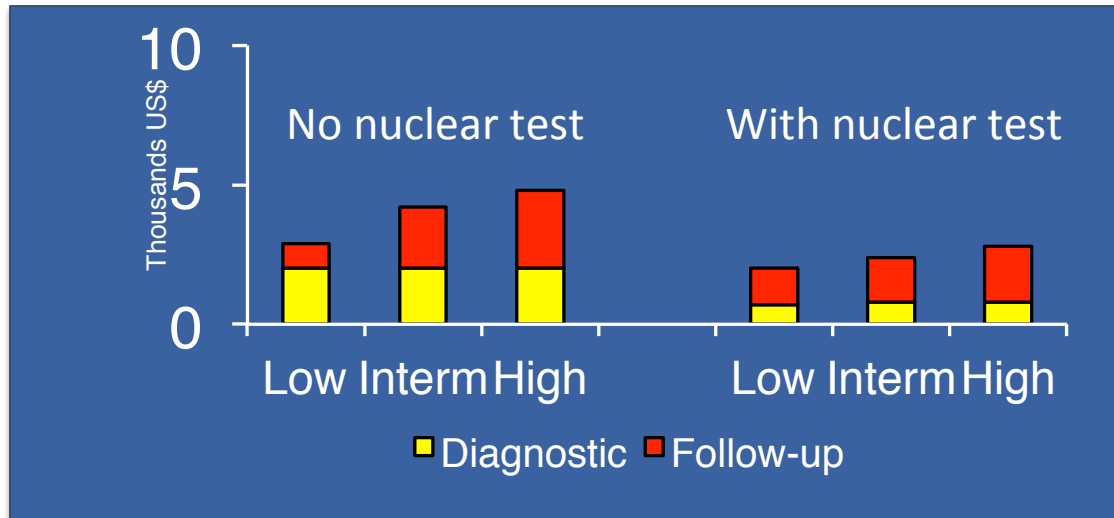 10
Thousands US$
No nuclear test
With nuclear test
5
0
Low Interm High
Low Interm High
Diagnostic Follow-up